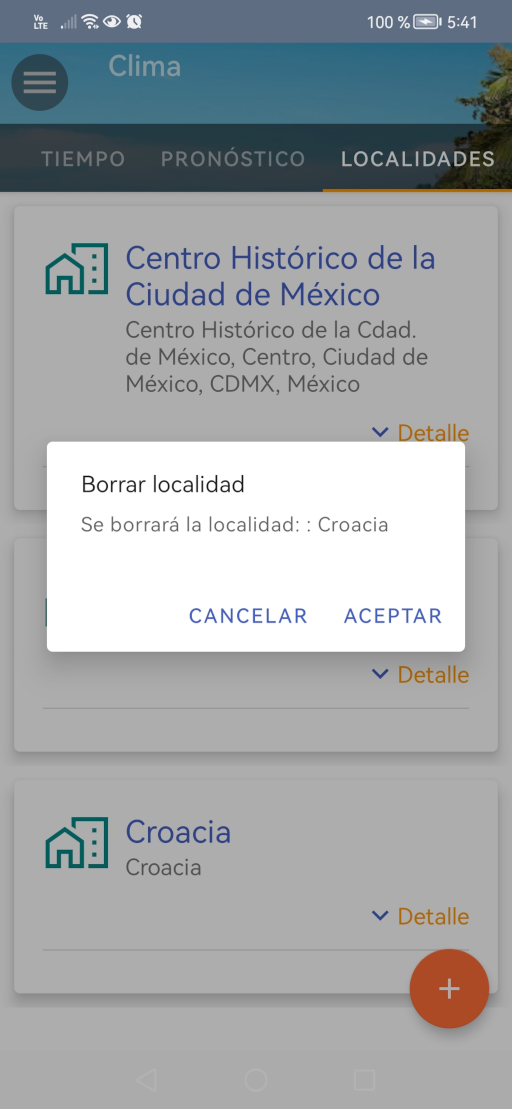 Vo
LTE
100 %
5:41
Clima
TIEMPO PRONÓSTICO LOCALIDADES
Centro Histórico de la
Ciudad de México
Centro Histórico de la Cdad.
de México, Centro, Ciudad de
México, CDMX, México
Detalle
Borrar localidad
Se borrará la localidad: : Croacia
CANCELAR ACEPTAR
Detalle
Croacia
Croacia
Detalle
+